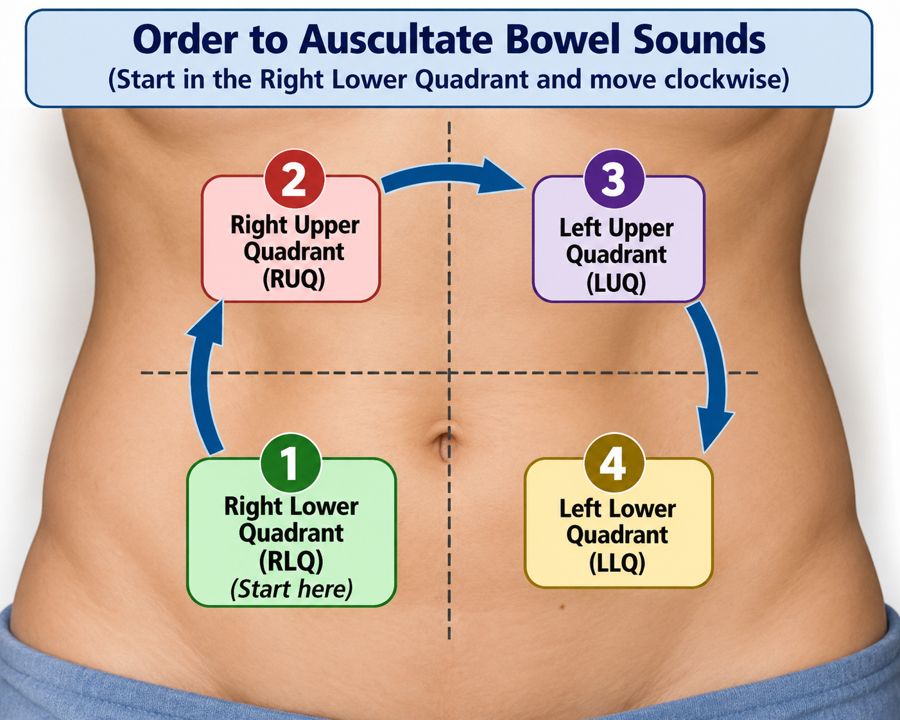 Order to Auscultate Bowel Sounds
(Start in the Right Lower Quadrant and move clockwise)
2
Right Upper
Quadrant
(RUQ)
3
Left Upper
Quadrant
(LUQ)
1
Right Lower
Quadrant
(RLQ)
(Start here)
4
Left Lower
Quadrant
(LLQ)